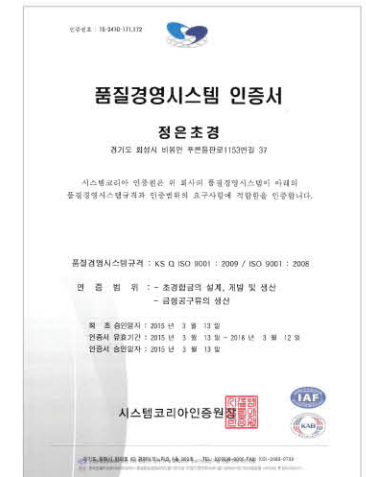 인증번호 : 15-0410-171,172
품질경영시스템 인증서
정은초경
경기도 화성시 비봉면 푸른들판로1153번길 37
시스템코리아 인증원은 위 회사의 품질경영시스템이 아래의
품질경영시스템규격과 인증범위의 요구사항에 적합함을 인증합니다.
품질경영시스템규격 : KS Q ISO 9001 : 2009 / ISO 9001 : 2008
인 증 범 위 : - 초경합금의 설계, 개발 및 생산
- 금형공구류의 생산
최 초 승인일자 : 2015 년 3 월 13 일
인증서 유효기간 : 2015 년 3 월 13 일 ~ 2018 년 3 월 12 일
인증서 승인일자 : 2015 년 3 월 13 일
시스템코리아인증원장
IAF
KAB